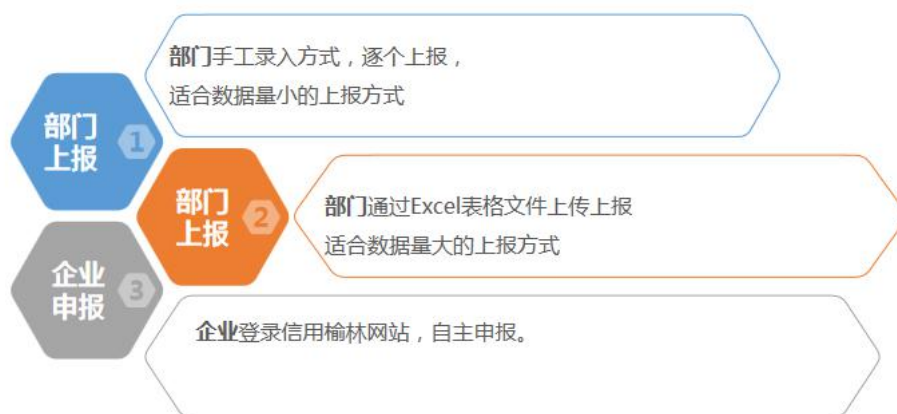 部门手工录入方式，逐个上报，
适合数据量小的上报方式
部门
上报
1
部门
上报
2
部门通过Excel表格文件上传上报
适合数据量大的上报方式
企业
申报
3
企业登录信用榆林网站，自主申报。